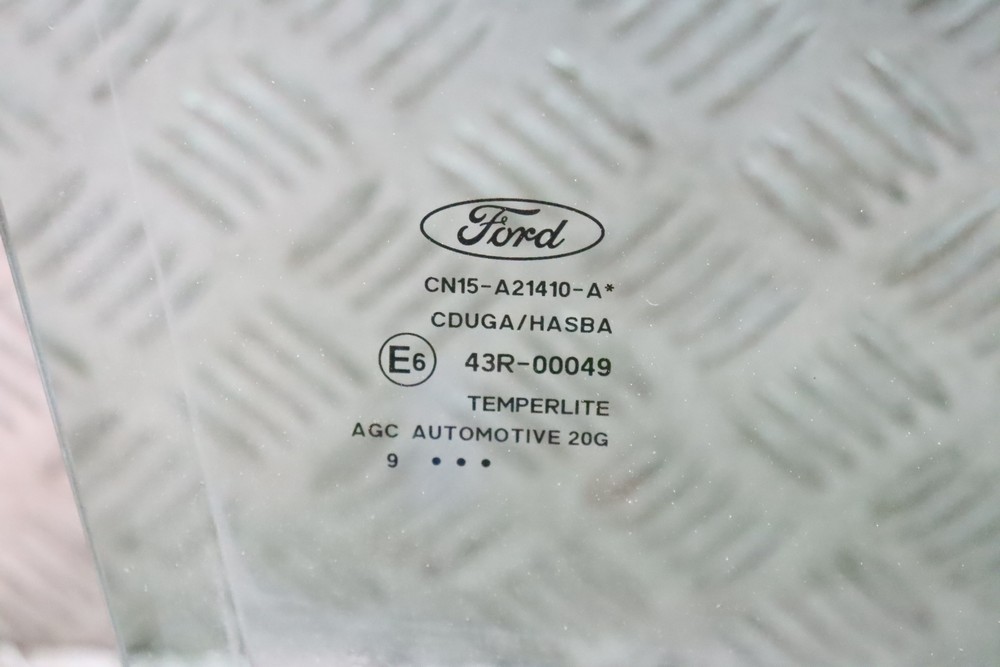 Ford
CN15-A21410-A*
CDUGA/HASBA
E6 43R-00049
TEMPERLITE
AGC AUTOMOTIVE 20G
9 • • •